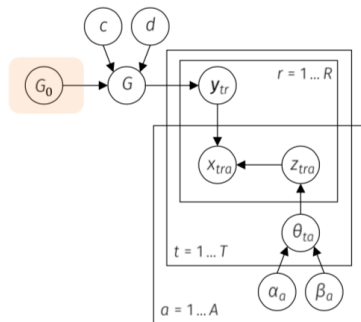 c d
G₀ G yₜᵣ r = 1 ... R
xₜᵣₐ zₜᵣₐ
θₜₐ
t = 1 ... T
αₐ βₐ
a = 1 ... A